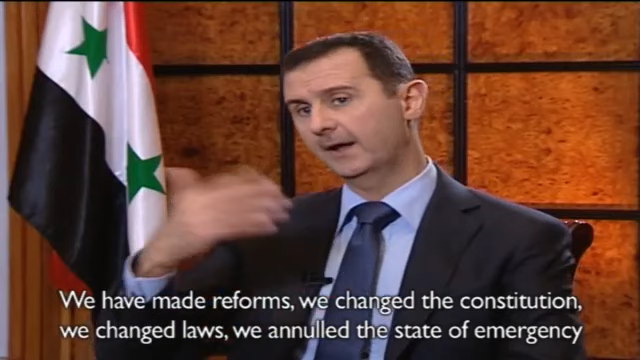 We have made reforms, we changed the constitution,
we changed laws, we annulled the state of emergency